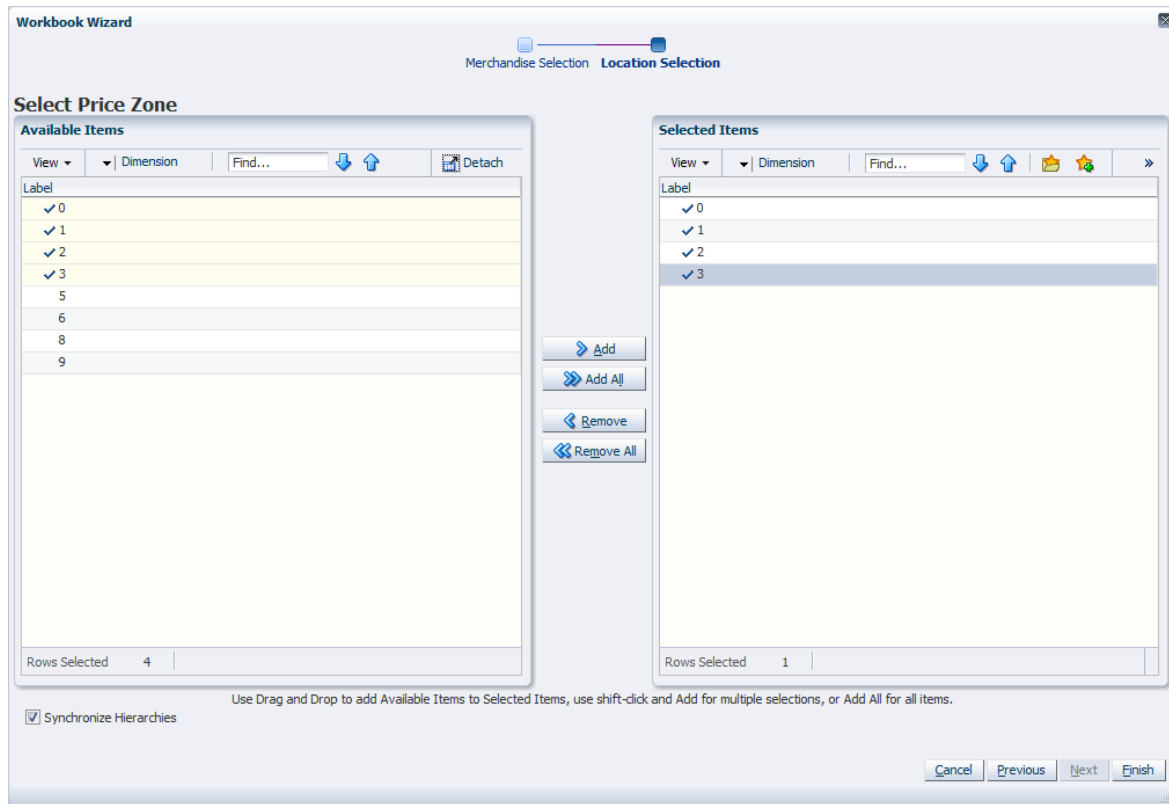 Workbook Wizard
Merchandise Selection Location Selection
Select Price Zone
Available Items
View Dimension Find... Detach
Label
0
1
2
3
5
6
8
9
Rows Selected 4
Add
Add All
Remove
Remove All
Selected Items
View Dimension Find... »
Label
0
1
2
3
Rows Selected 1
Use Drag and Drop to add Available Items to Selected Items, use shift-click and Add for multiple selections, or Add All for all items.
Synchronize Hierarchies
Cancel Previous Next Finish